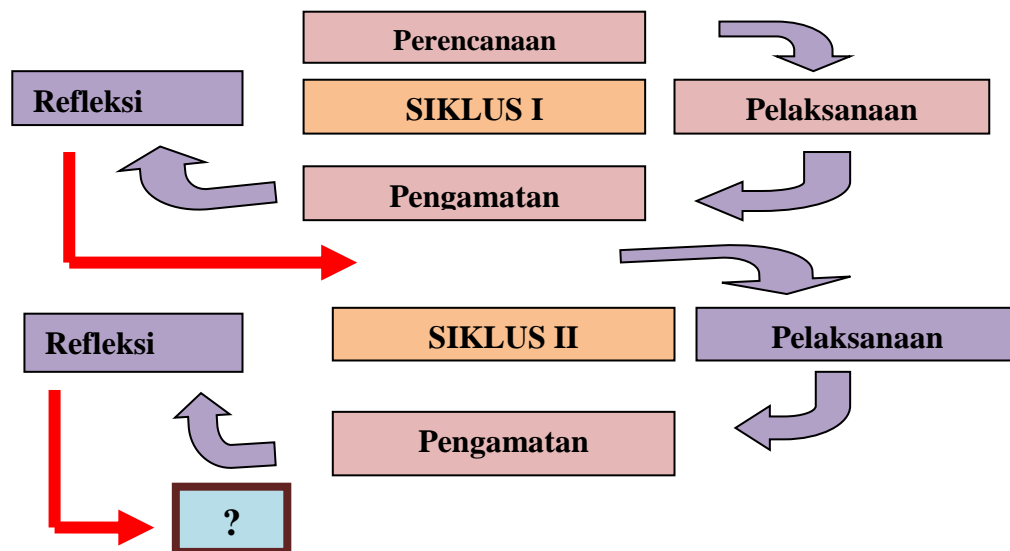 Perencanaan
Refleksi
SIKLUS I
Pelaksanaan
Pengamatan
Refleksi
SIKLUS II
Pelaksanaan
Pengamatan
?